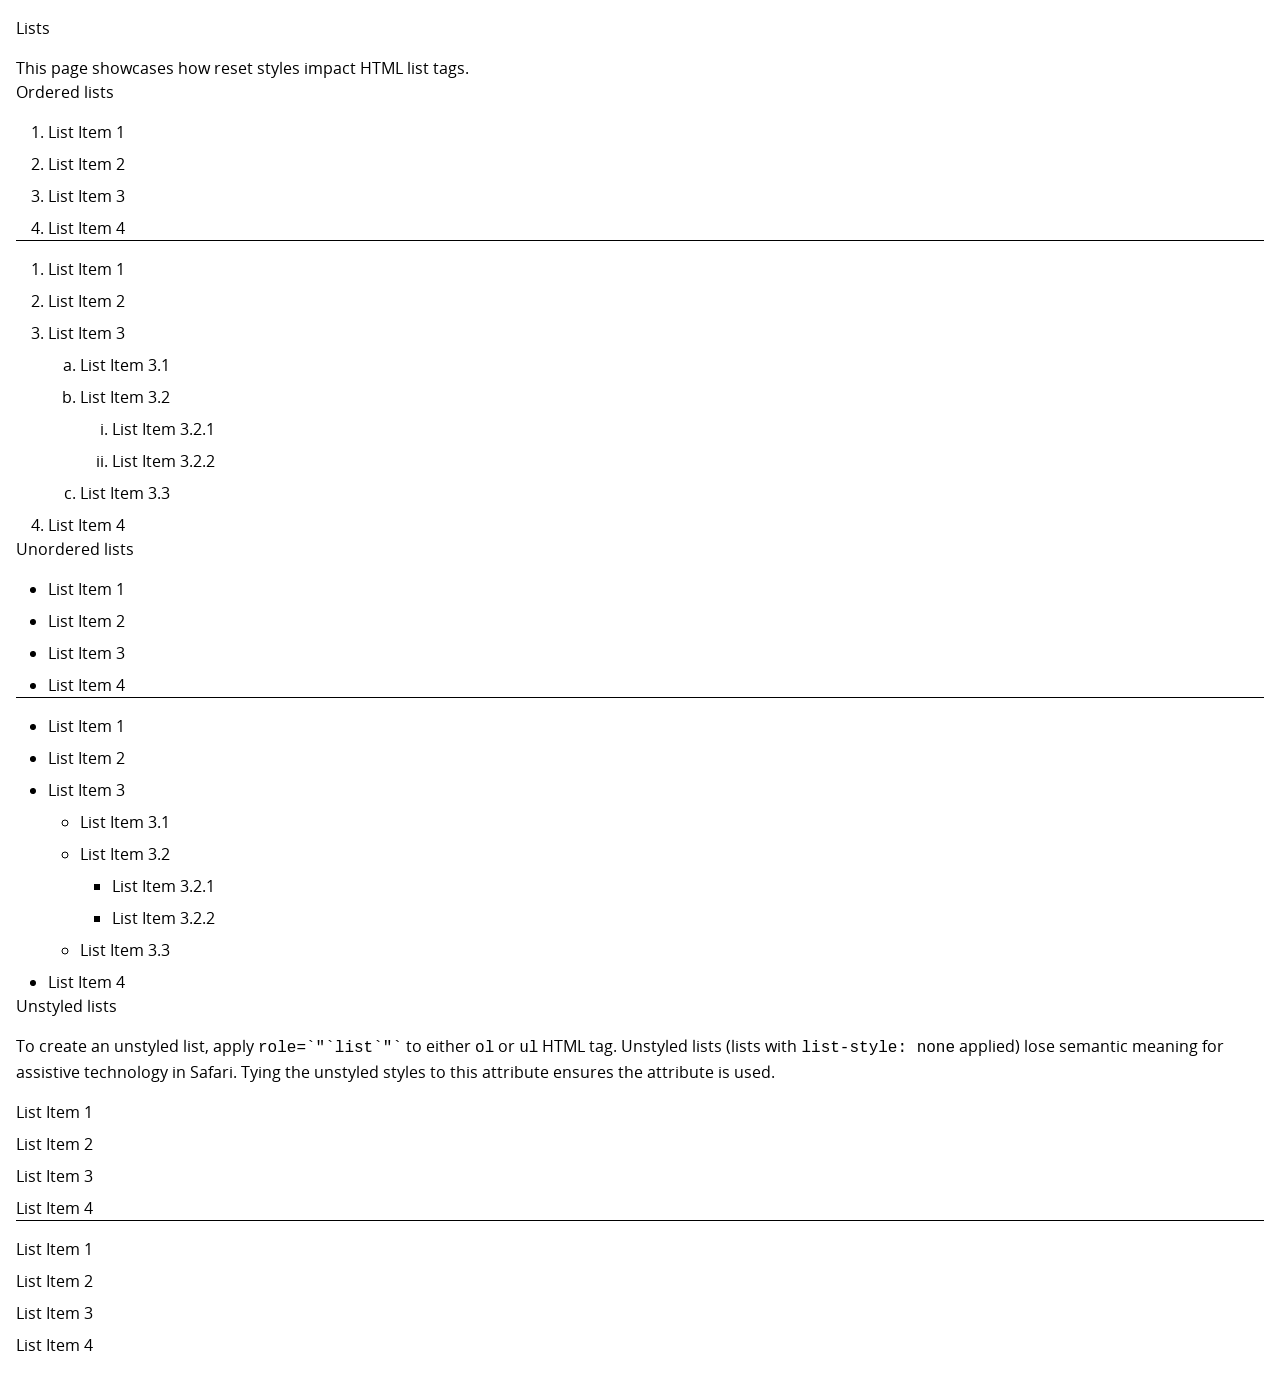 Lists
This page showcases how reset styles impact HTML list tags.
Ordered lists
1. List Item 1
2. List Item 2
3. List Item 3
4. List Item 4
1. List Item 1
2. List Item 2
3. List Item 3
a. List Item 3.1
b. List Item 3.2
i. List Item 3.2.1
ii. List Item 3.2.2
c. List Item 3.3
4. List Item 4
Unordered lists
• List Item 1
• List Item 2
• List Item 3
• List Item 4
• List Item 1
• List Item 2
• List Item 3
◦ List Item 3.1
◦ List Item 3.2
▪ List Item 3.2.1
▪ List Item 3.2.2
◦ List Item 3.3
• List Item 4
Unstyled lists
To create an unstyled list, apply role=`"`list`"` to either ol or ul HTML tag. Unstyled lists (lists with list-style: none applied) lose semantic meaning for
assistive technology in Safari. Tying the unstyled styles to this attribute ensures the attribute is used.
List Item 1
List Item 2
List Item 3
List Item 4
List Item 1
List Item 2
List Item 3
List Item 4